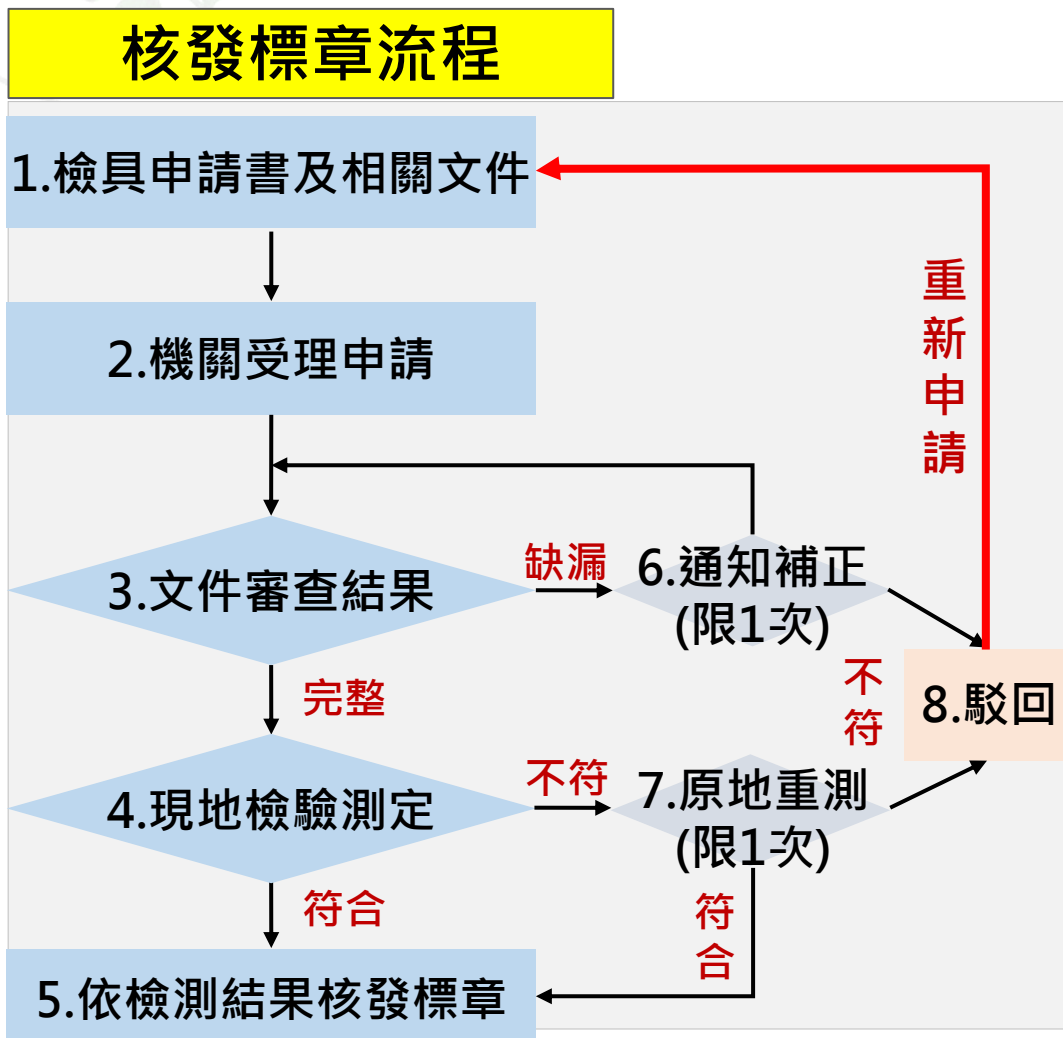 核發標章流程
1.檢具申請書及相關文件
重新申請
2.機關受理申請
3.文件審查結果
缺漏
6.通知補正
(限1次)
完整
不符
8.駁回
4.現地檢驗測定
不符
7.原地重測
(限1次)
符合
符合
5.依檢測結果核發標章